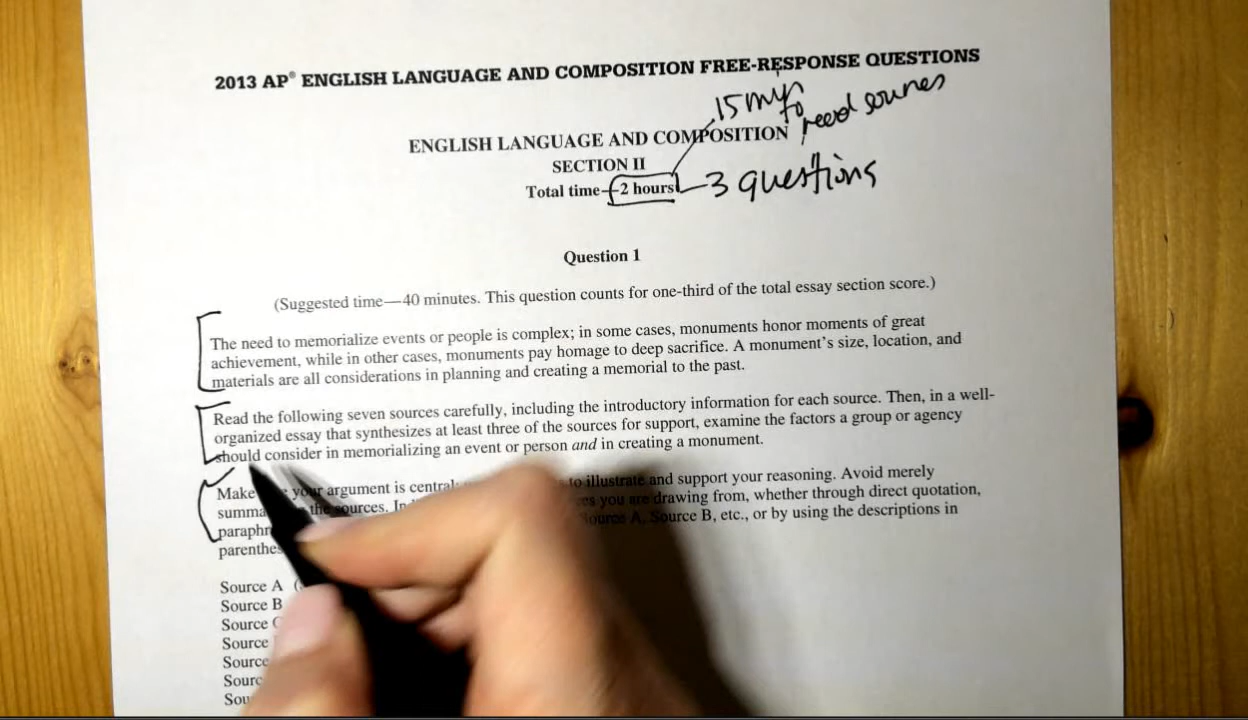 2013 AP® ENGLISH LANGUAGE AND COMPOSITION FREE-RESPONSE QUESTIONS
15 min to read sources
ENGLISH LANGUAGE AND COMPOSITION
SECTION II
Total time—2 hours 3 questions
Question 1
(Suggested time—40 minutes. This question counts for one-third of the total essay section score.)
The need to memorialize events or people is complex; in some cases, monuments honor moments of great
achievement, while in other cases, monuments pay homage to deep sacrifice. A monument's size, location, and
materials are all considerations in planning and creating a memorial to the past.
Read the following seven sources carefully, including the introductory information for each source. Then, in a well-
organized essay that synthesizes at least three of the sources for support, examine the factors a group or agency
should consider in memorializing an event or person and in creating a monument.
Make your argument is central; to illustrate and support your reasoning. Avoid merely
the sources. you are drawing from, whether through direct quotation,
Source A, Source B, etc., or by using the descriptions in
Source A
Source B
Source
Source
Source